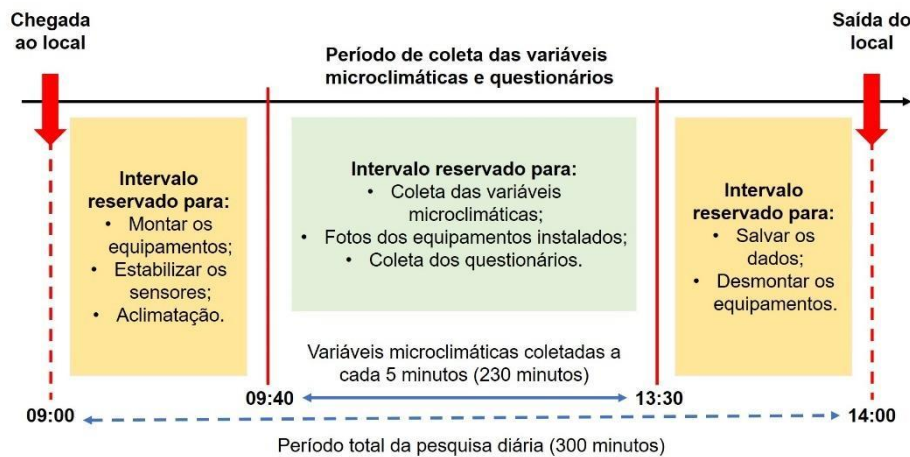 Chegada
ao local
Período de coleta das variáveis
microclimáticas e questionários
Saída do
local
Intervalo
reservado para:
• Montar os
equipamentos;
• Estabilizar os
sensores;
• Aclimatação.
Intervalo reservado para:
• Coleta das variáveis
microclimáticas;
• Fotos dos equipamentos instalados;
• Coleta dos questionários.
Intervalo
reservado para:
• Salvar os
dados;
• Desmontar os
equipamentos.
Variáveis microclimáticas coletadas a
cada 5 minutos (230 minutos)
09:00
09:40
13:30
14:00
Período total da pesquisa diária (300 minutos)